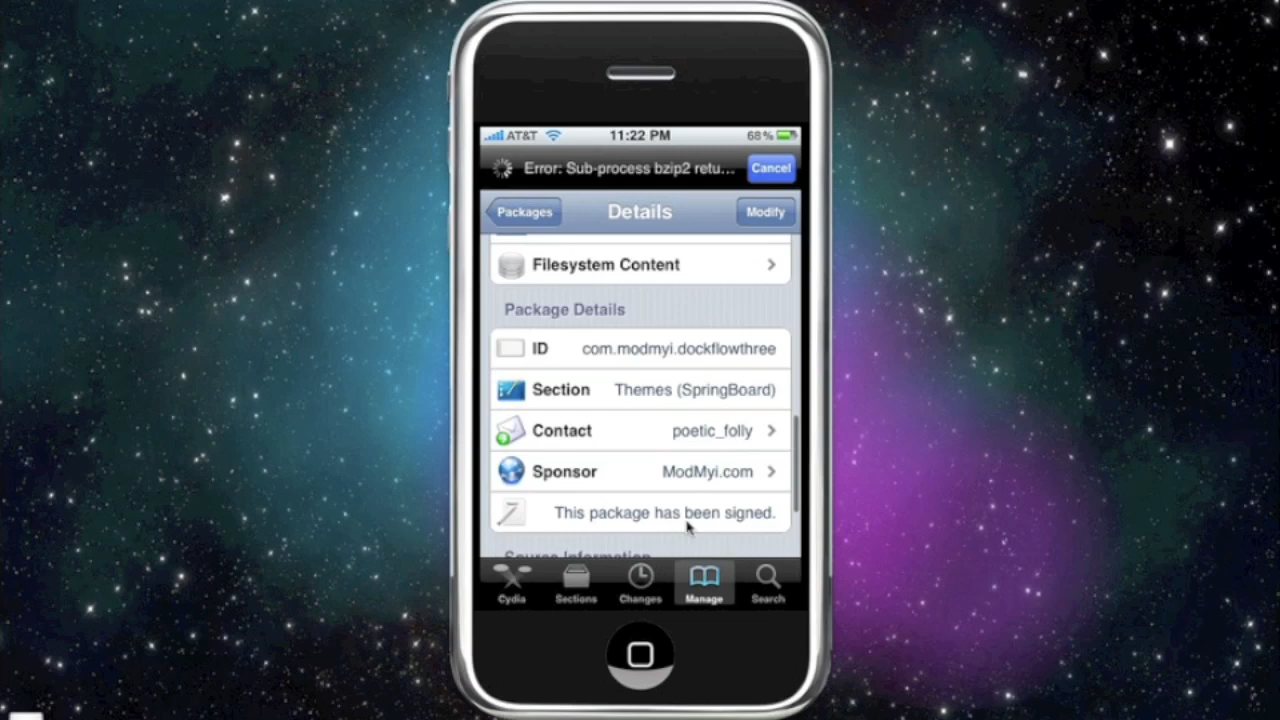 AT&T 11:22 PM 68%
Error: Sub-process bzip2 retu... Cancel
Packages Details Modify
Filesystem Content
Package Details
ID com.modmyi.dockflowthree
Section Themes (SpringBoard)
Contact poetic_folly
Sponsor ModMyi.com
This package has been signed.
Source Information
Cydia Sections Changes Manage Search